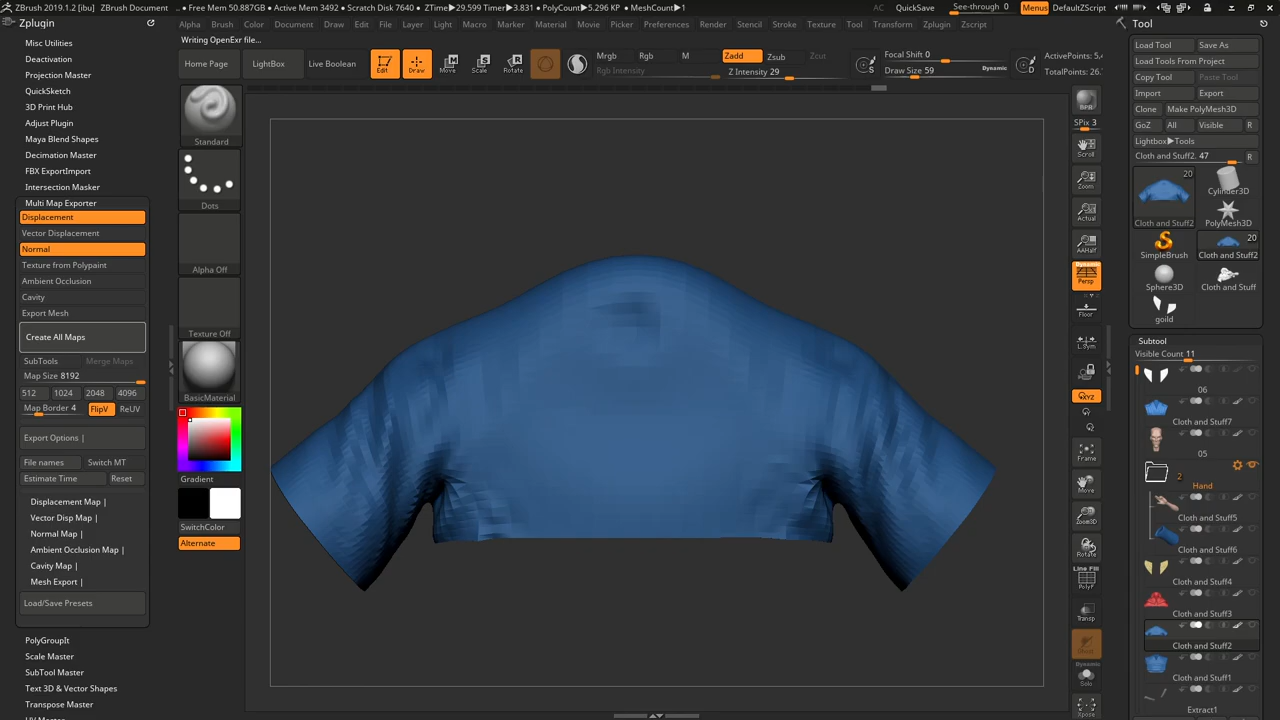 ZBrush 2019.1.2 [ibu] ZBrush Document .. ● Free Mem 50.887GB ● Active Mem 3492 ● Scratch Disk 7640 ● ZTime▶29.599 Timer▶3.831 ● PolyCount▶5.296 KP ● MeshCount▶1 AC QuickSave See-through 0 Menus DefaultZScript
Zplugin
Alpha Brush Color Document Draw Edit File Layer Light Macro Marker Material Movie Picker Preferences Render Stencil Stroke Texture Tool Transform Zplugin Zscript
Tool
Writing OpenExr file...
Misc Utilities
Deactivation
Projection Master
QuickSketch
3D Print Hub
Adjust Plugin
Maya Blend Shapes
Decimation Master
FBX ExportImport
Intersection Masker
Multi Map Exporter
Displacement
Vector Displacement
Normal
Texture from Polypaint
Ambient Occlusion
Cavity
Export Mesh
Create All Maps
SubTools Merge Maps
Map Size 8192
512 1024 2048 4096
Map Border 4 FlipV ReUV
Export Options |
File names Switch MT
Estimate Time Reset
Displacement Map |
Vector Disp Map |
Normal Map |
Ambient Occlusion Map |
Cavity Map |
Mesh Export |
Load/Save Presets
PolyGroupIt
Scale Master
SubTool Master
Text 3D & Vector Shapes
Transpose Master
Home Page LightBox Live Boolean
Edit Draw Move Scale Rotate
Mrgb Rgb M Zadd Zsub Zcut
Rgb Intensity Z Intensity 29
Focal Shift 0
Draw Size 59 Dynamic
S
D
ActivePoints: 5,4
TotalPoints: 26.
Standard
Dots
Alpha Off
Texture Off
BasicMaterial
Gradient
SwitchColor
Alternate
BPR
SPix 3
Scroll
Zoom
Actual
AAHalf
Dynamic
Persp
Floor
L.Sym
XYZ
Frame
Move
Zoom3D
Rotate
Line Fill
PolyF
Transp
Ghost
Dynamic
Solo
Xpose
Load Tool Save As
Load Tools From Project
Copy Tool Paste Tool
Import Export
Clone Make PolyMesh3D
GoZ All Visible R
Lightbox▶Tools
Cloth and Stuff2. 47 R
20
Cylinder3D
Cloth and Stuff2 PolyMesh3D
20
SimpleBrush Cloth and Stuff2
Sphere3D Cloth and Stuff
goild
Subtool
Visible Count 11
06
Cloth and Stuff7
05
2
Hand
Cloth and Stuff5
Cloth and Stuff6
Cloth and Stuff4
Cloth and Stuff3
Cloth and Stuff2
Cloth and Stuff1
Extract1